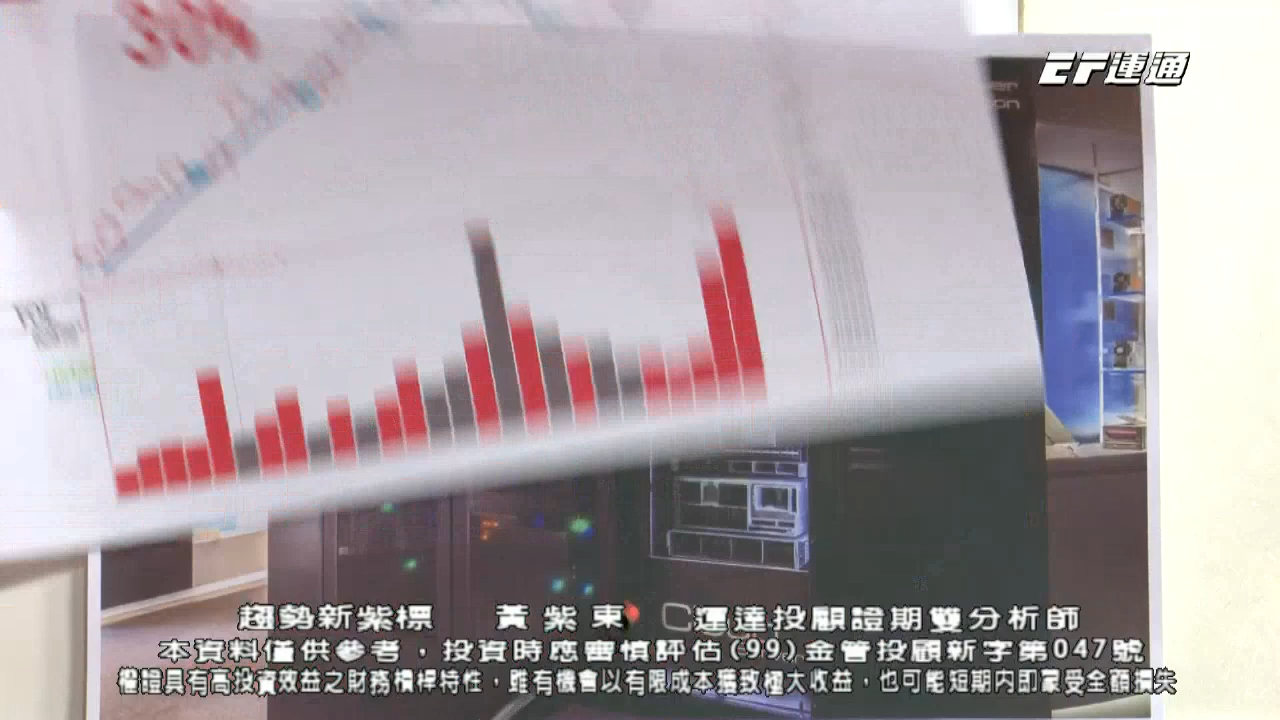 30%
EF運通
er
on
趨勢新紫標 黃紫東 運達投顧證期雙分析師
本資料僅供參考，投資時應審慎評估(99)金管投顧新字第047號
權證具有高投資效益之財務槓桿特性，雖有機會以有限成本獲致極大收益，也可能短期內即蒙受全額損失